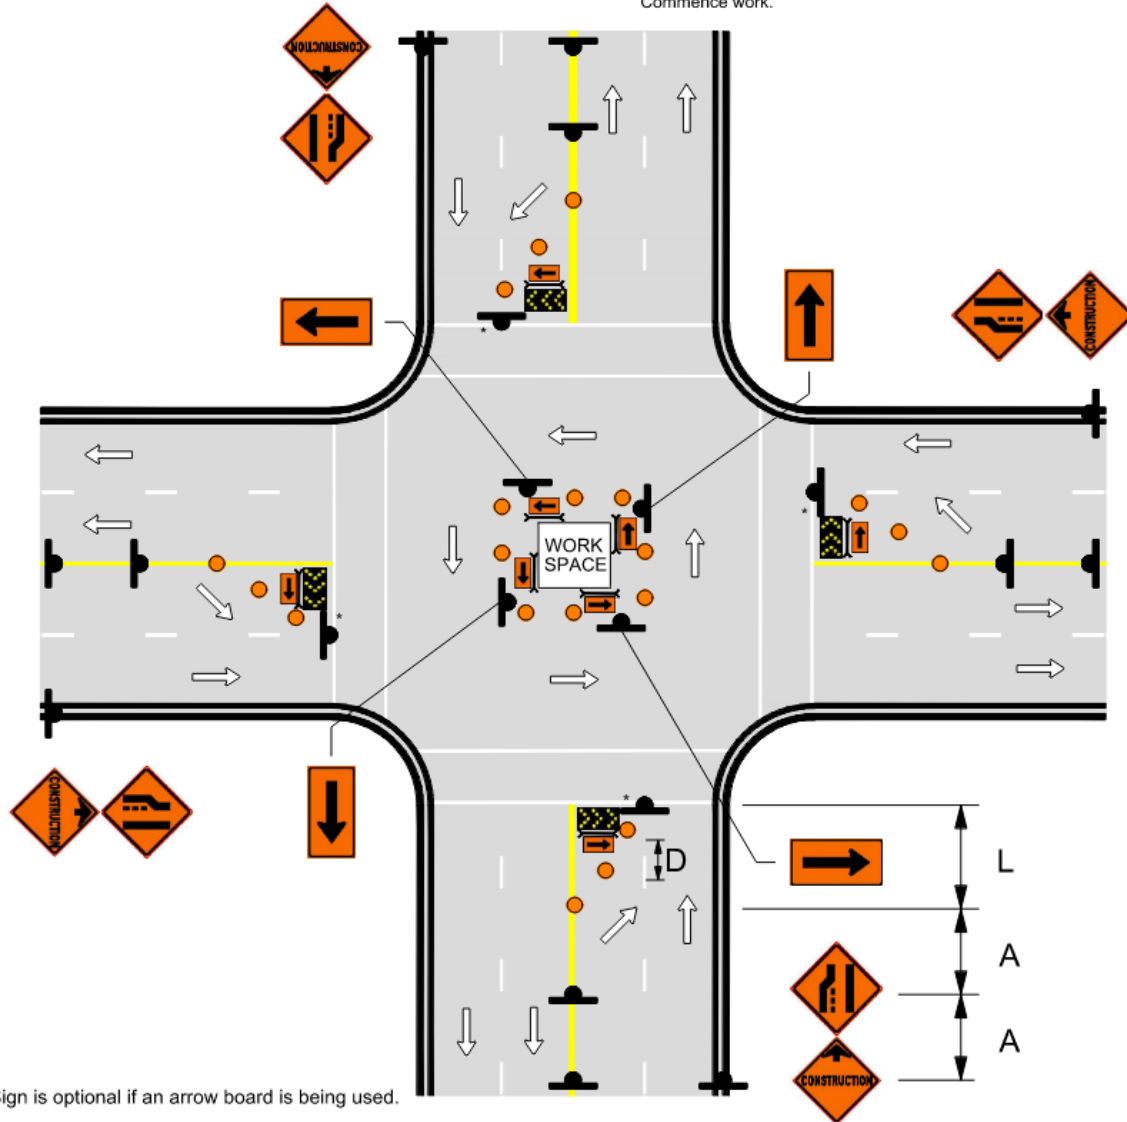 Commence work.
CONSTRUCTION
CONSTRUCTION
*
*
WORK
SPACE
*
CONSTRUCTION
*
D
L
A
A
CONSTRUCTION
Sign is optional if an arrow board is being used.